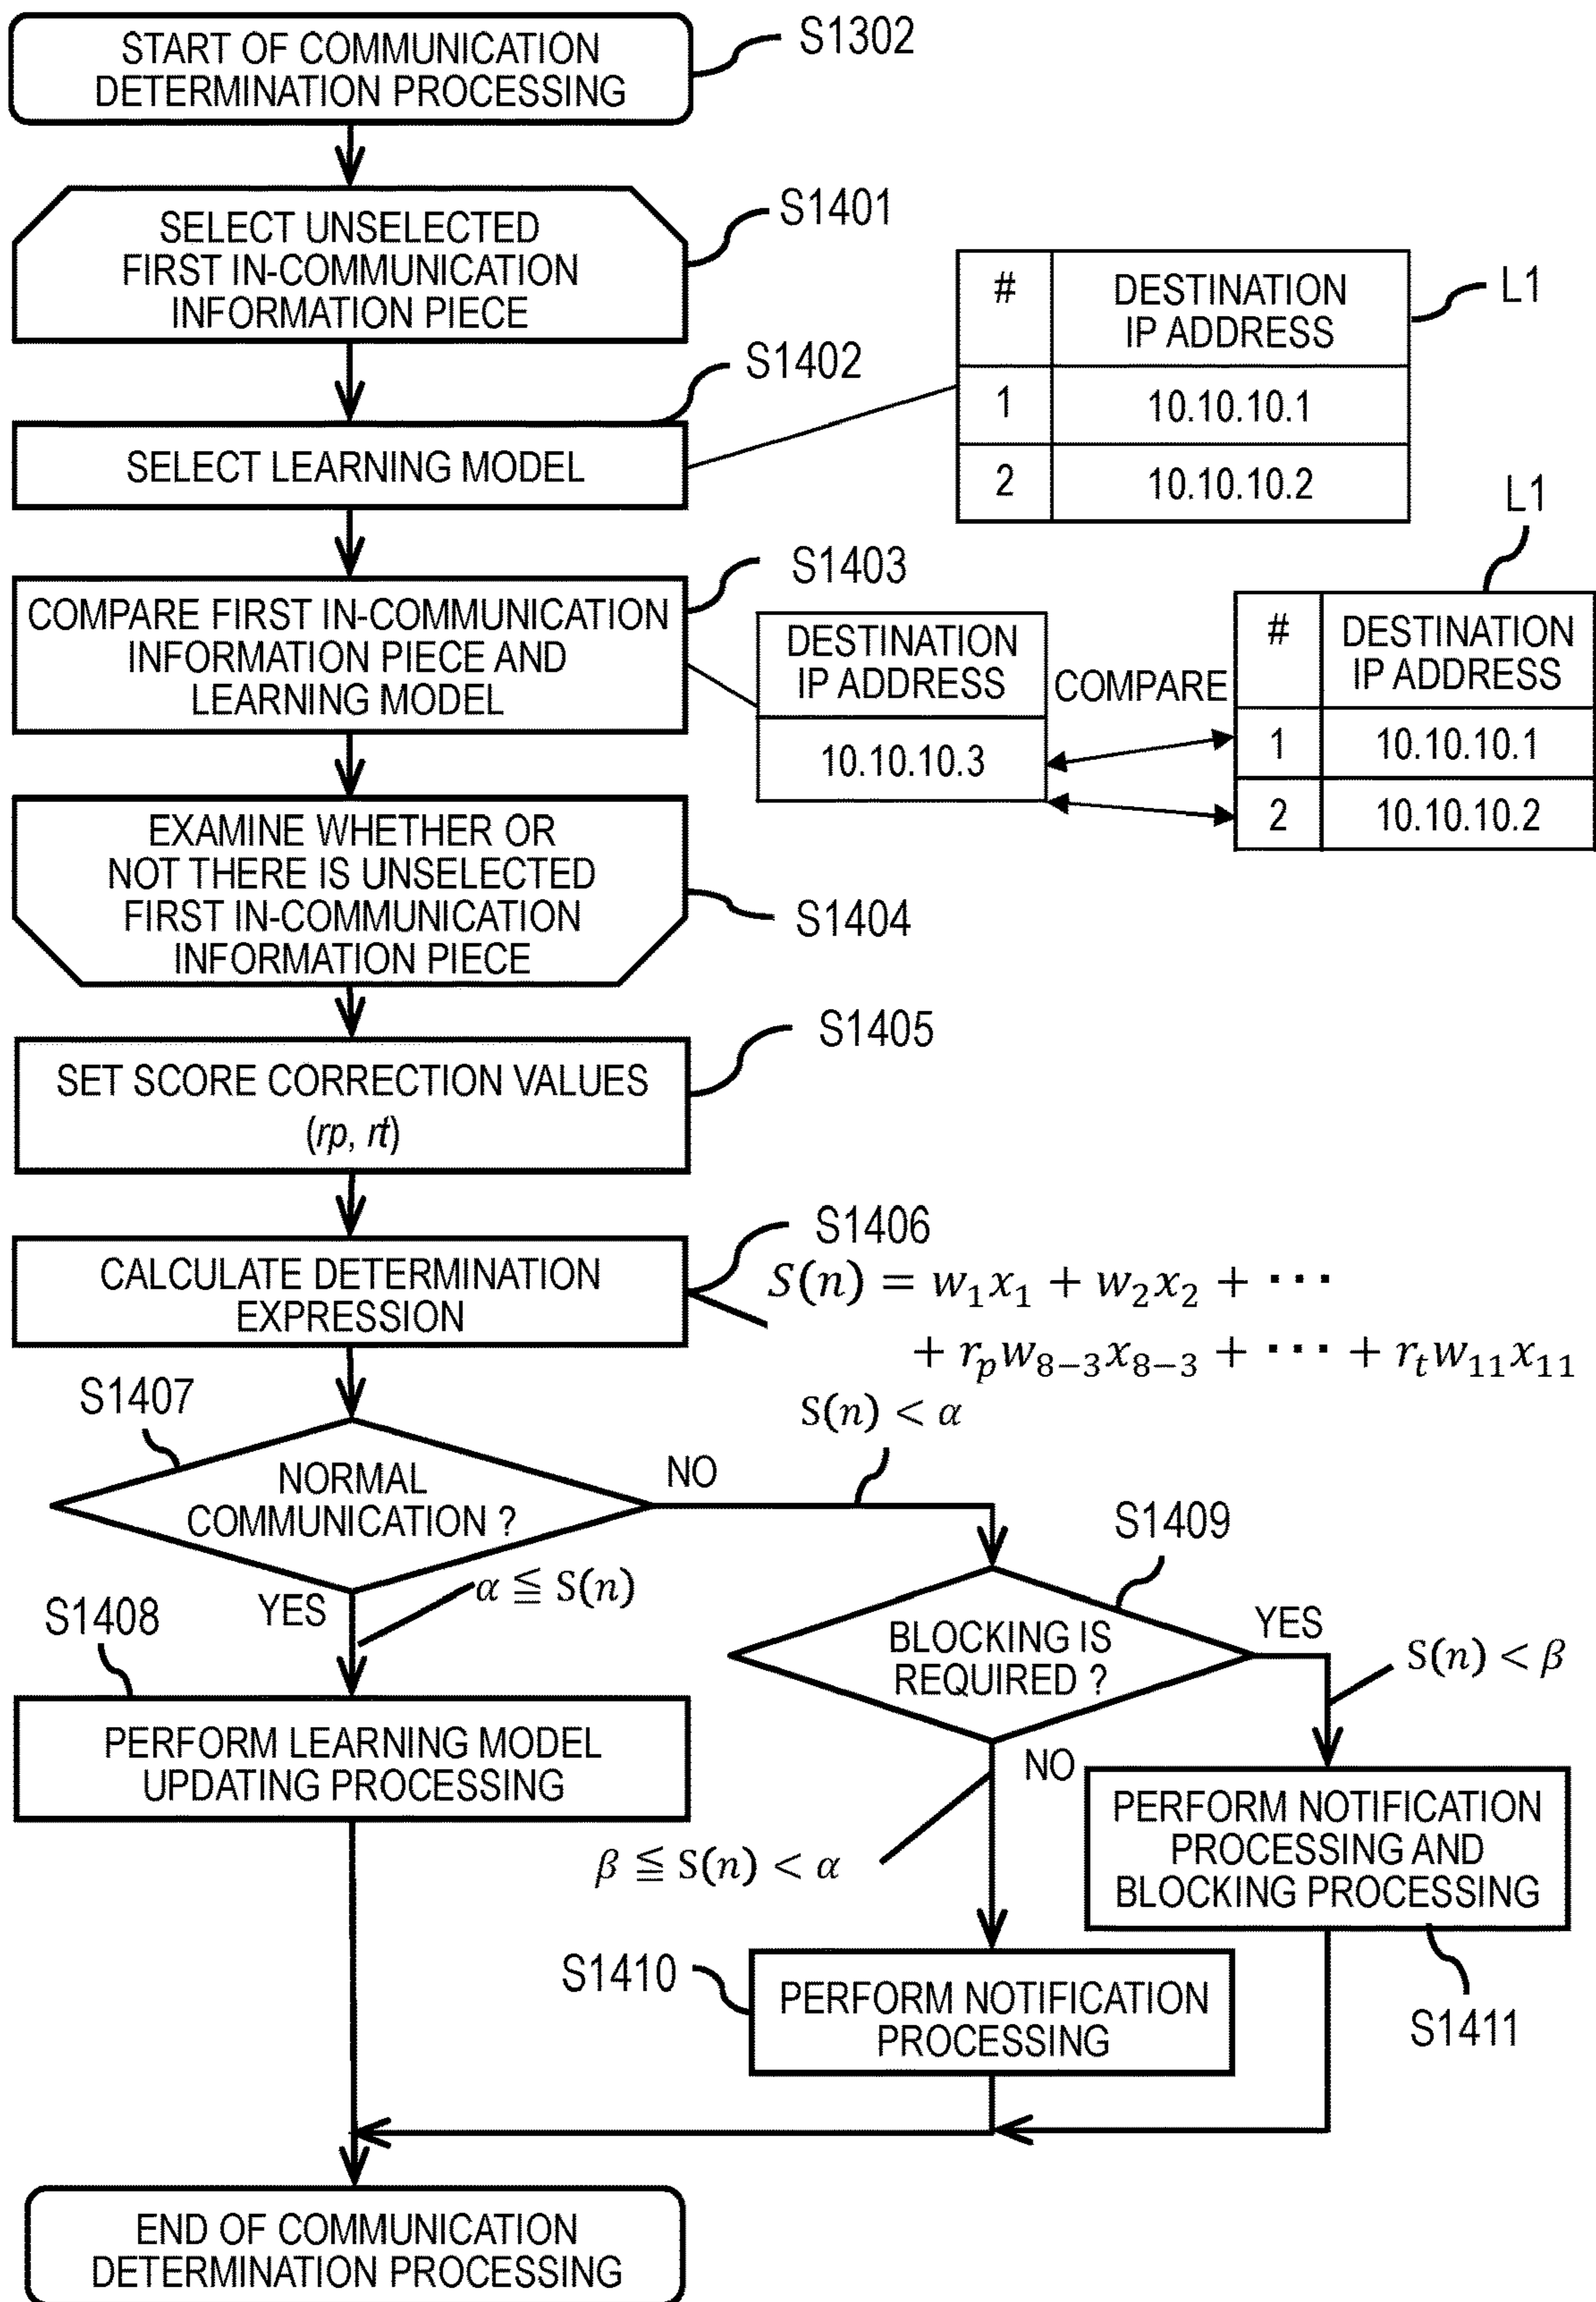 START OF COMMUNICATION
DETERMINATION PROCESSING
S1302
SELECT UNSELECTED
FIRST IN-COMMUNICATION
INFORMATION PIECE
S1401
SELECT LEARNING MODEL
S1402
# DESTINATION
IP ADDRESS
1 10.10.10.1
2 10.10.10.2
L1
COMPARE FIRST IN-COMMUNICATION
INFORMATION PIECE AND
LEARNING MODEL
S1403
DESTINATION
IP ADDRESS
10.10.10.3
COMPARE
L1
# DESTINATION
IP ADDRESS
1 10.10.10.1
2 10.10.10.2
EXAMINE WHETHER OR
NOT THERE IS UNSELECTED
FIRST IN-COMMUNICATION
INFORMATION PIECE
S1404
SET SCORE CORRECTION VALUES
(rp, rt)
S1405
CALCULATE DETERMINATION
EXPRESSION
S1406
S(n) = w₁x₁ + w₂x₂ + ･･･
+ r_p w₈₋₃x₈₋₃ + ･･･ + r_t w₁₁x₁₁
S1407
NORMAL
COMMUNICATION ?
NO
S(n) < α
YES
α ≦ S(n)
S1408
PERFORM LEARNING MODEL
UPDATING PROCESSING
S1409
BLOCKING IS
REQUIRED ?
YES
S(n) < β
NO
β ≦ S(n) < α
PERFORM NOTIFICATION
PROCESSING AND
BLOCKING PROCESSING
S1411
S1410
PERFORM NOTIFICATION
PROCESSING
END OF COMMUNICATION
DETERMINATION PROCESSING